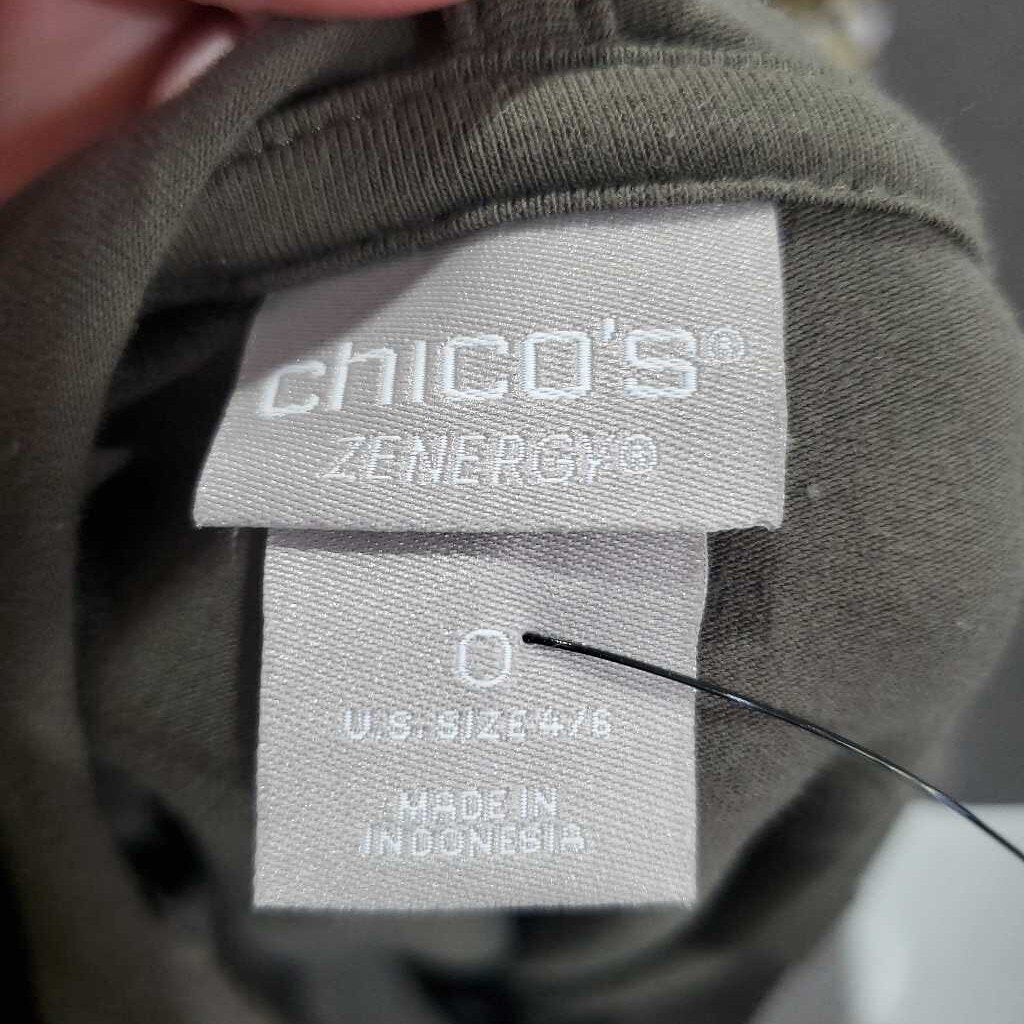 chico's®
ZENERGY®
0
U.S. SIZE 4/6
MADE IN
INDONESIA